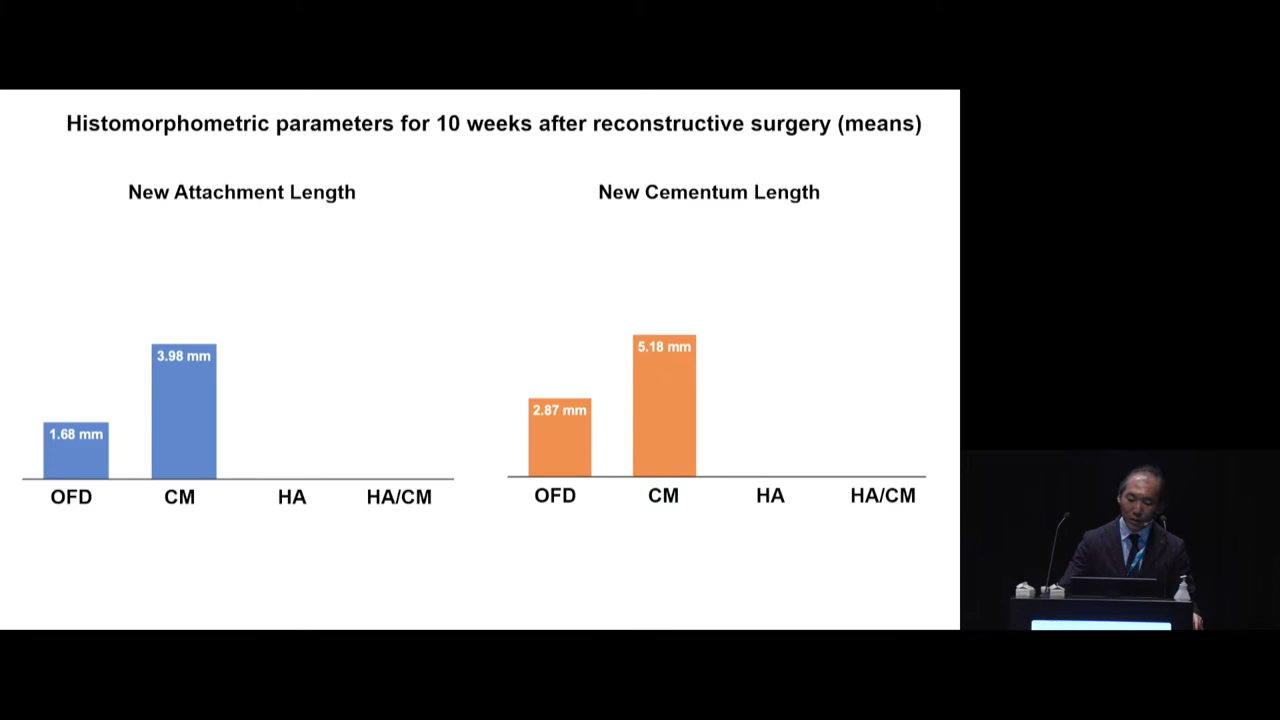 Histomorphometric parameters for 10 weeks after reconstructive surgery (means)
New Attachment Length
3.98 mm
1.68 mm
OFD CM HA HA/CM
New Cementum Length
5.18 mm
2.87 mm
OFD CM HA HA/CM